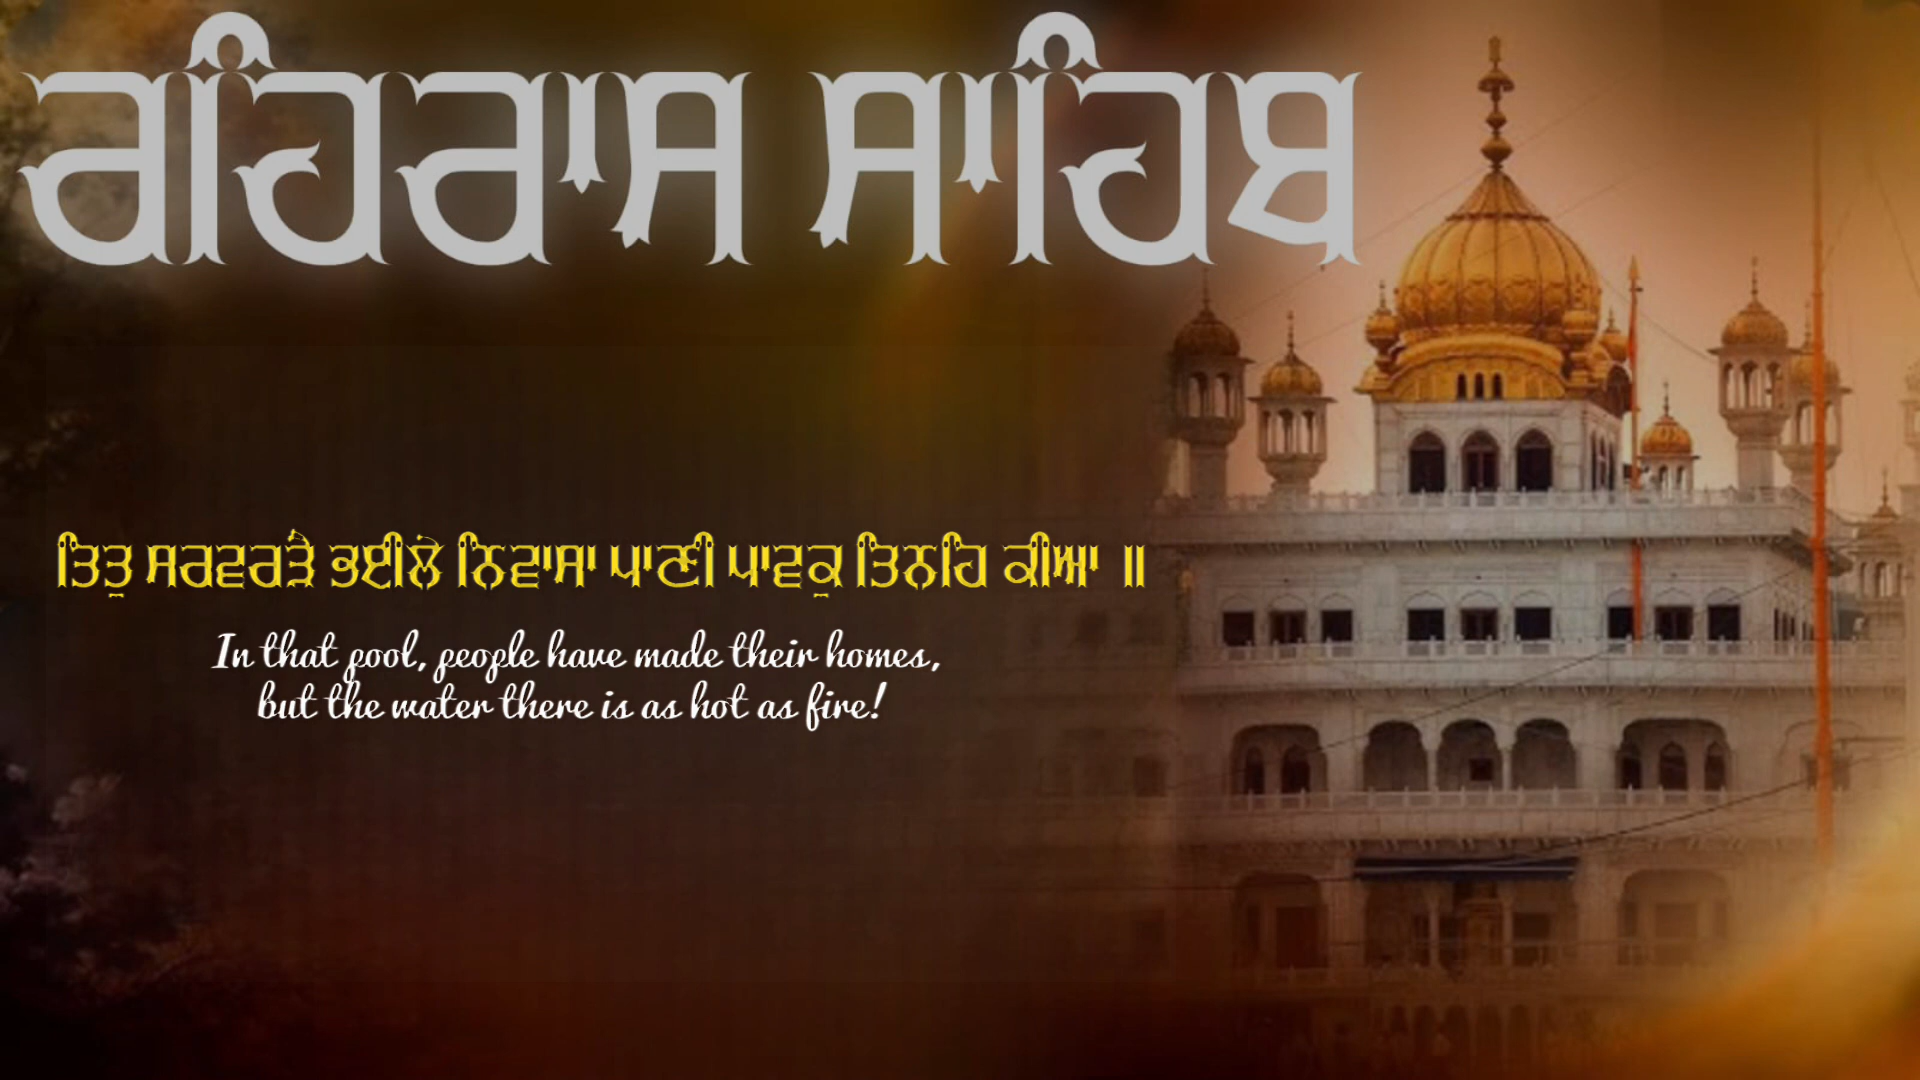 ਰਹਿਰਾਸ ਸਾਹਿਬ
ਤਿਤੁ ਸਰਵਰੜੈ ਭਈਲੇ ਨਿਵਾਸਾ ਪਾਣੀ ਪਾਵਕੁ ਤਿਨਹਿ ਕੀਆ ॥
In that pool, people have made their homes,
but the water there is as hot as fire!